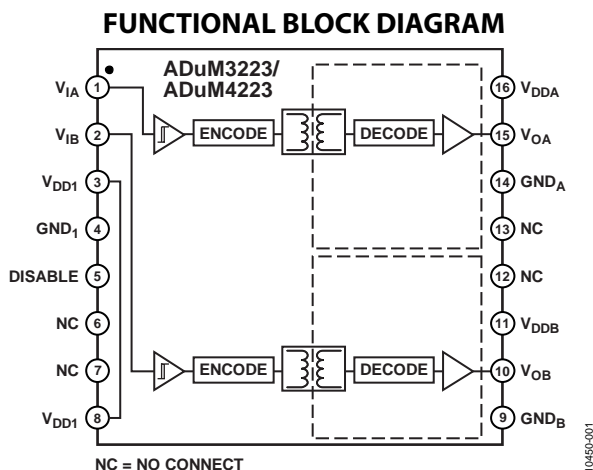 FUNCTIONAL BLOCK DIAGRAM
ADuM3223/
ADuM4223
VIA 1
VIB 2
VDD1 3
GND1 4
DISABLE 5
NC 6
NC 7
VDD1 8
ENCODE DECODE
ENCODE DECODE
16 VDDA
15 VOA
14 GNDA
13 NC
12 NC
11 VDDB
10 VOB
9 GNDB
NC = NO CONNECT
10450-001